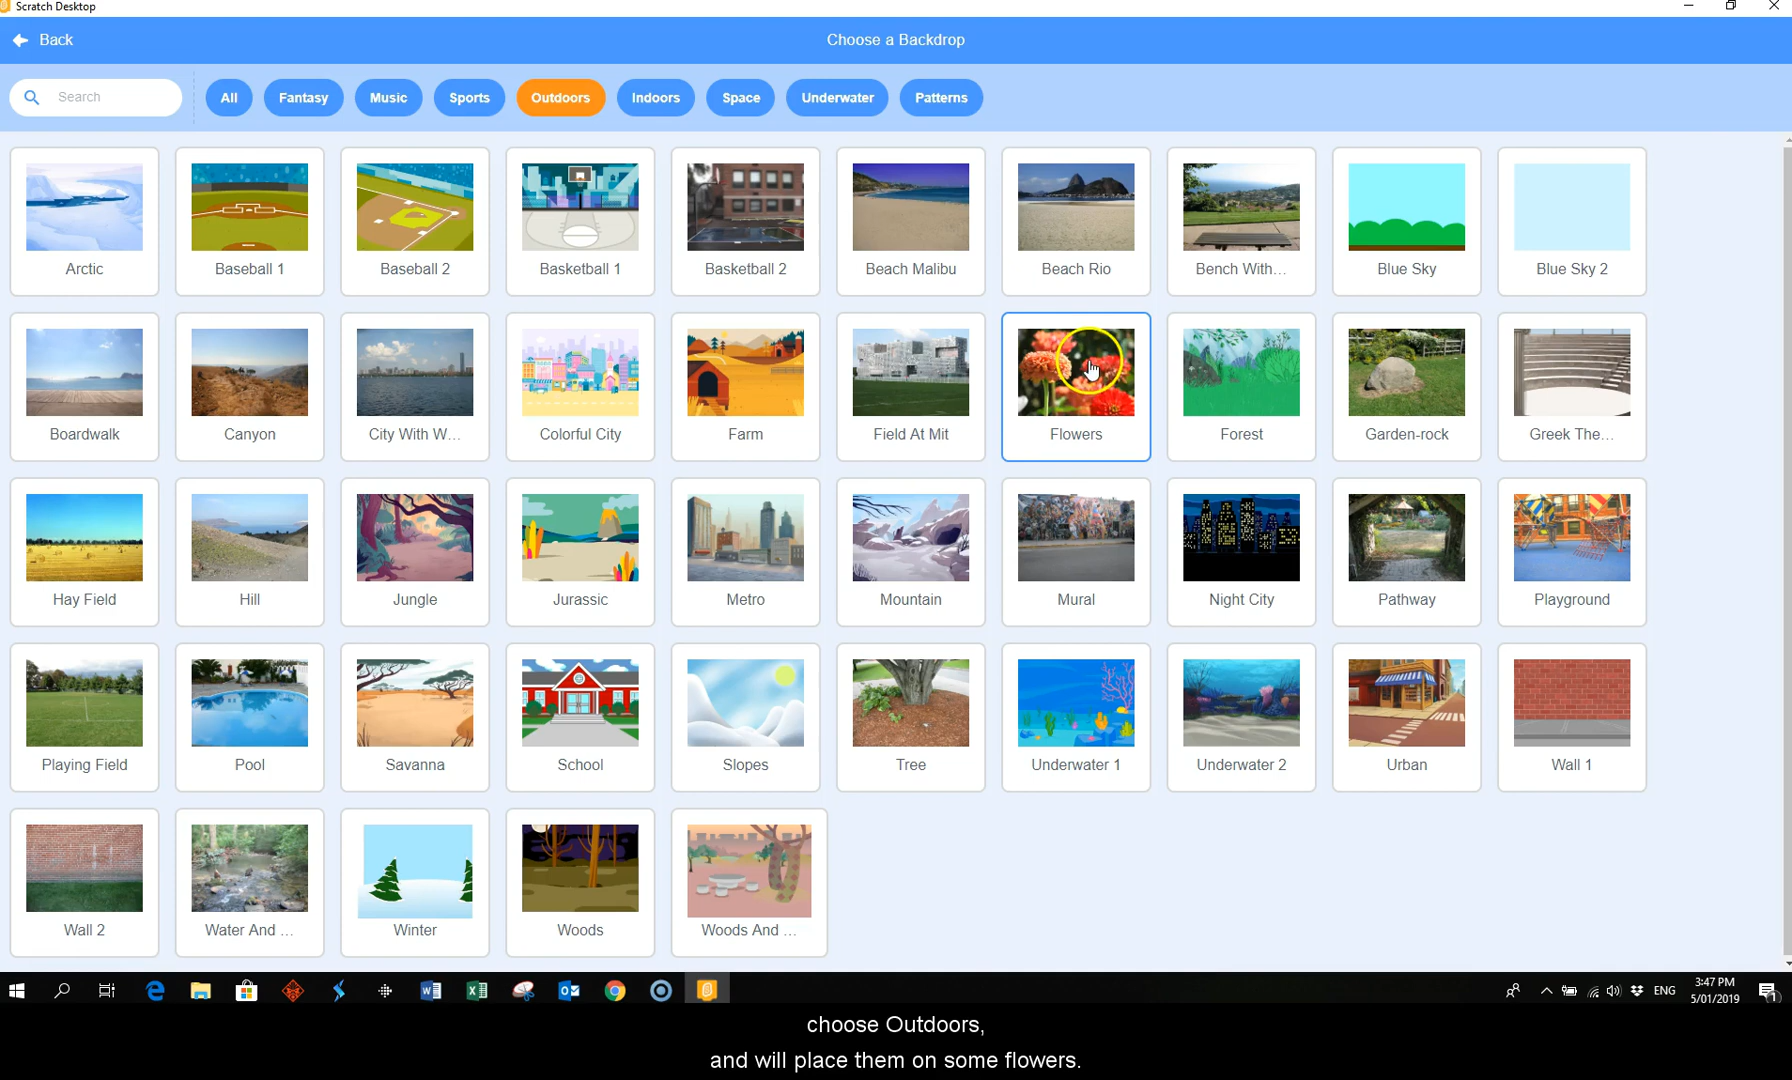 Scratch Desktop
Back
Choose a Backdrop
Search
All
Fantasy
Music
Sports
Outdoors
Indoors
Space
Underwater
Patterns
Arctic
Baseball 1
Baseball 2
Basketball 1
Basketball 2
Beach Malibu
Beach Rio
Bench With...
Blue Sky
Blue Sky 2
Boardwalk
Canyon
City With W...
Colorful City
Farm
Field At Mit
Flowers
Forest
Garden-rock
Greek The...
Hay Field
Hill
Jungle
Jurassic
Metro
Mountain
Mural
Night City
Pathway
Playground
Playing Field
Pool
Savanna
School
Slopes
Tree
Underwater 1
Underwater 2
Urban
Wall 1
Wall 2
Water And ...
Winter
Woods
Woods And ...
ENG
3:47 PM
5/01/2019
1
choose Outdoors,
and will place them on some flowers.